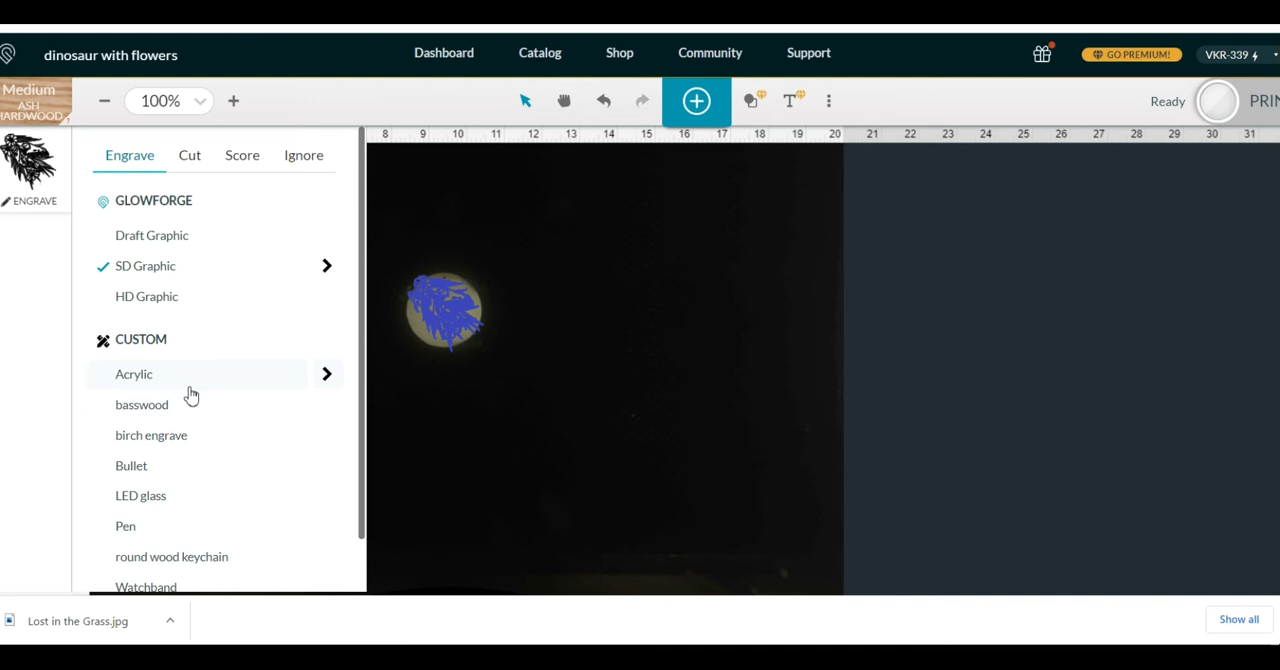 dinosaur with flowers
Dashboard Catalog Shop Community Support
GO PREMIUM! VKR-339
Medium
ASH
HARDWOOD
100%
Ready
8 9 10 11 12 13 14 15 16 17 18 19 20 21 22 23 24 25 26 27 28 29 30 31
Engrave Cut Score Ignore
ENGRAVE
GLOWFORGE
Draft Graphic
SD Graphic
HD Graphic
CUSTOM
Acrylic
basswood
birch engrave
Bullet
LED glass
Pen
round wood keychain
Watchband
Lost in the Grass.jpg
Show all